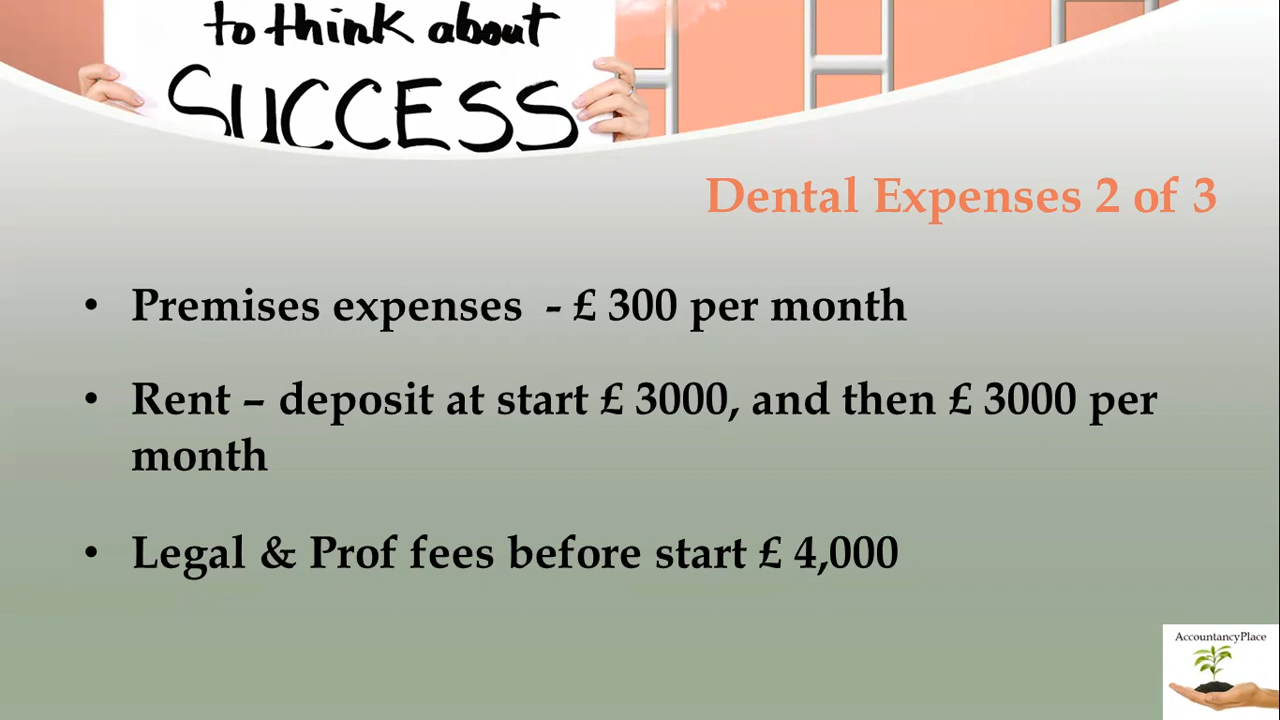 to think about
SUCCESS
Dental Expenses 2 of 3
• Premises expenses - £ 300 per month
• Rent – deposit at start £ 3000, and then £ 3000 per
month
• Legal & Prof fees before start £ 4,000
AccountancyPlace